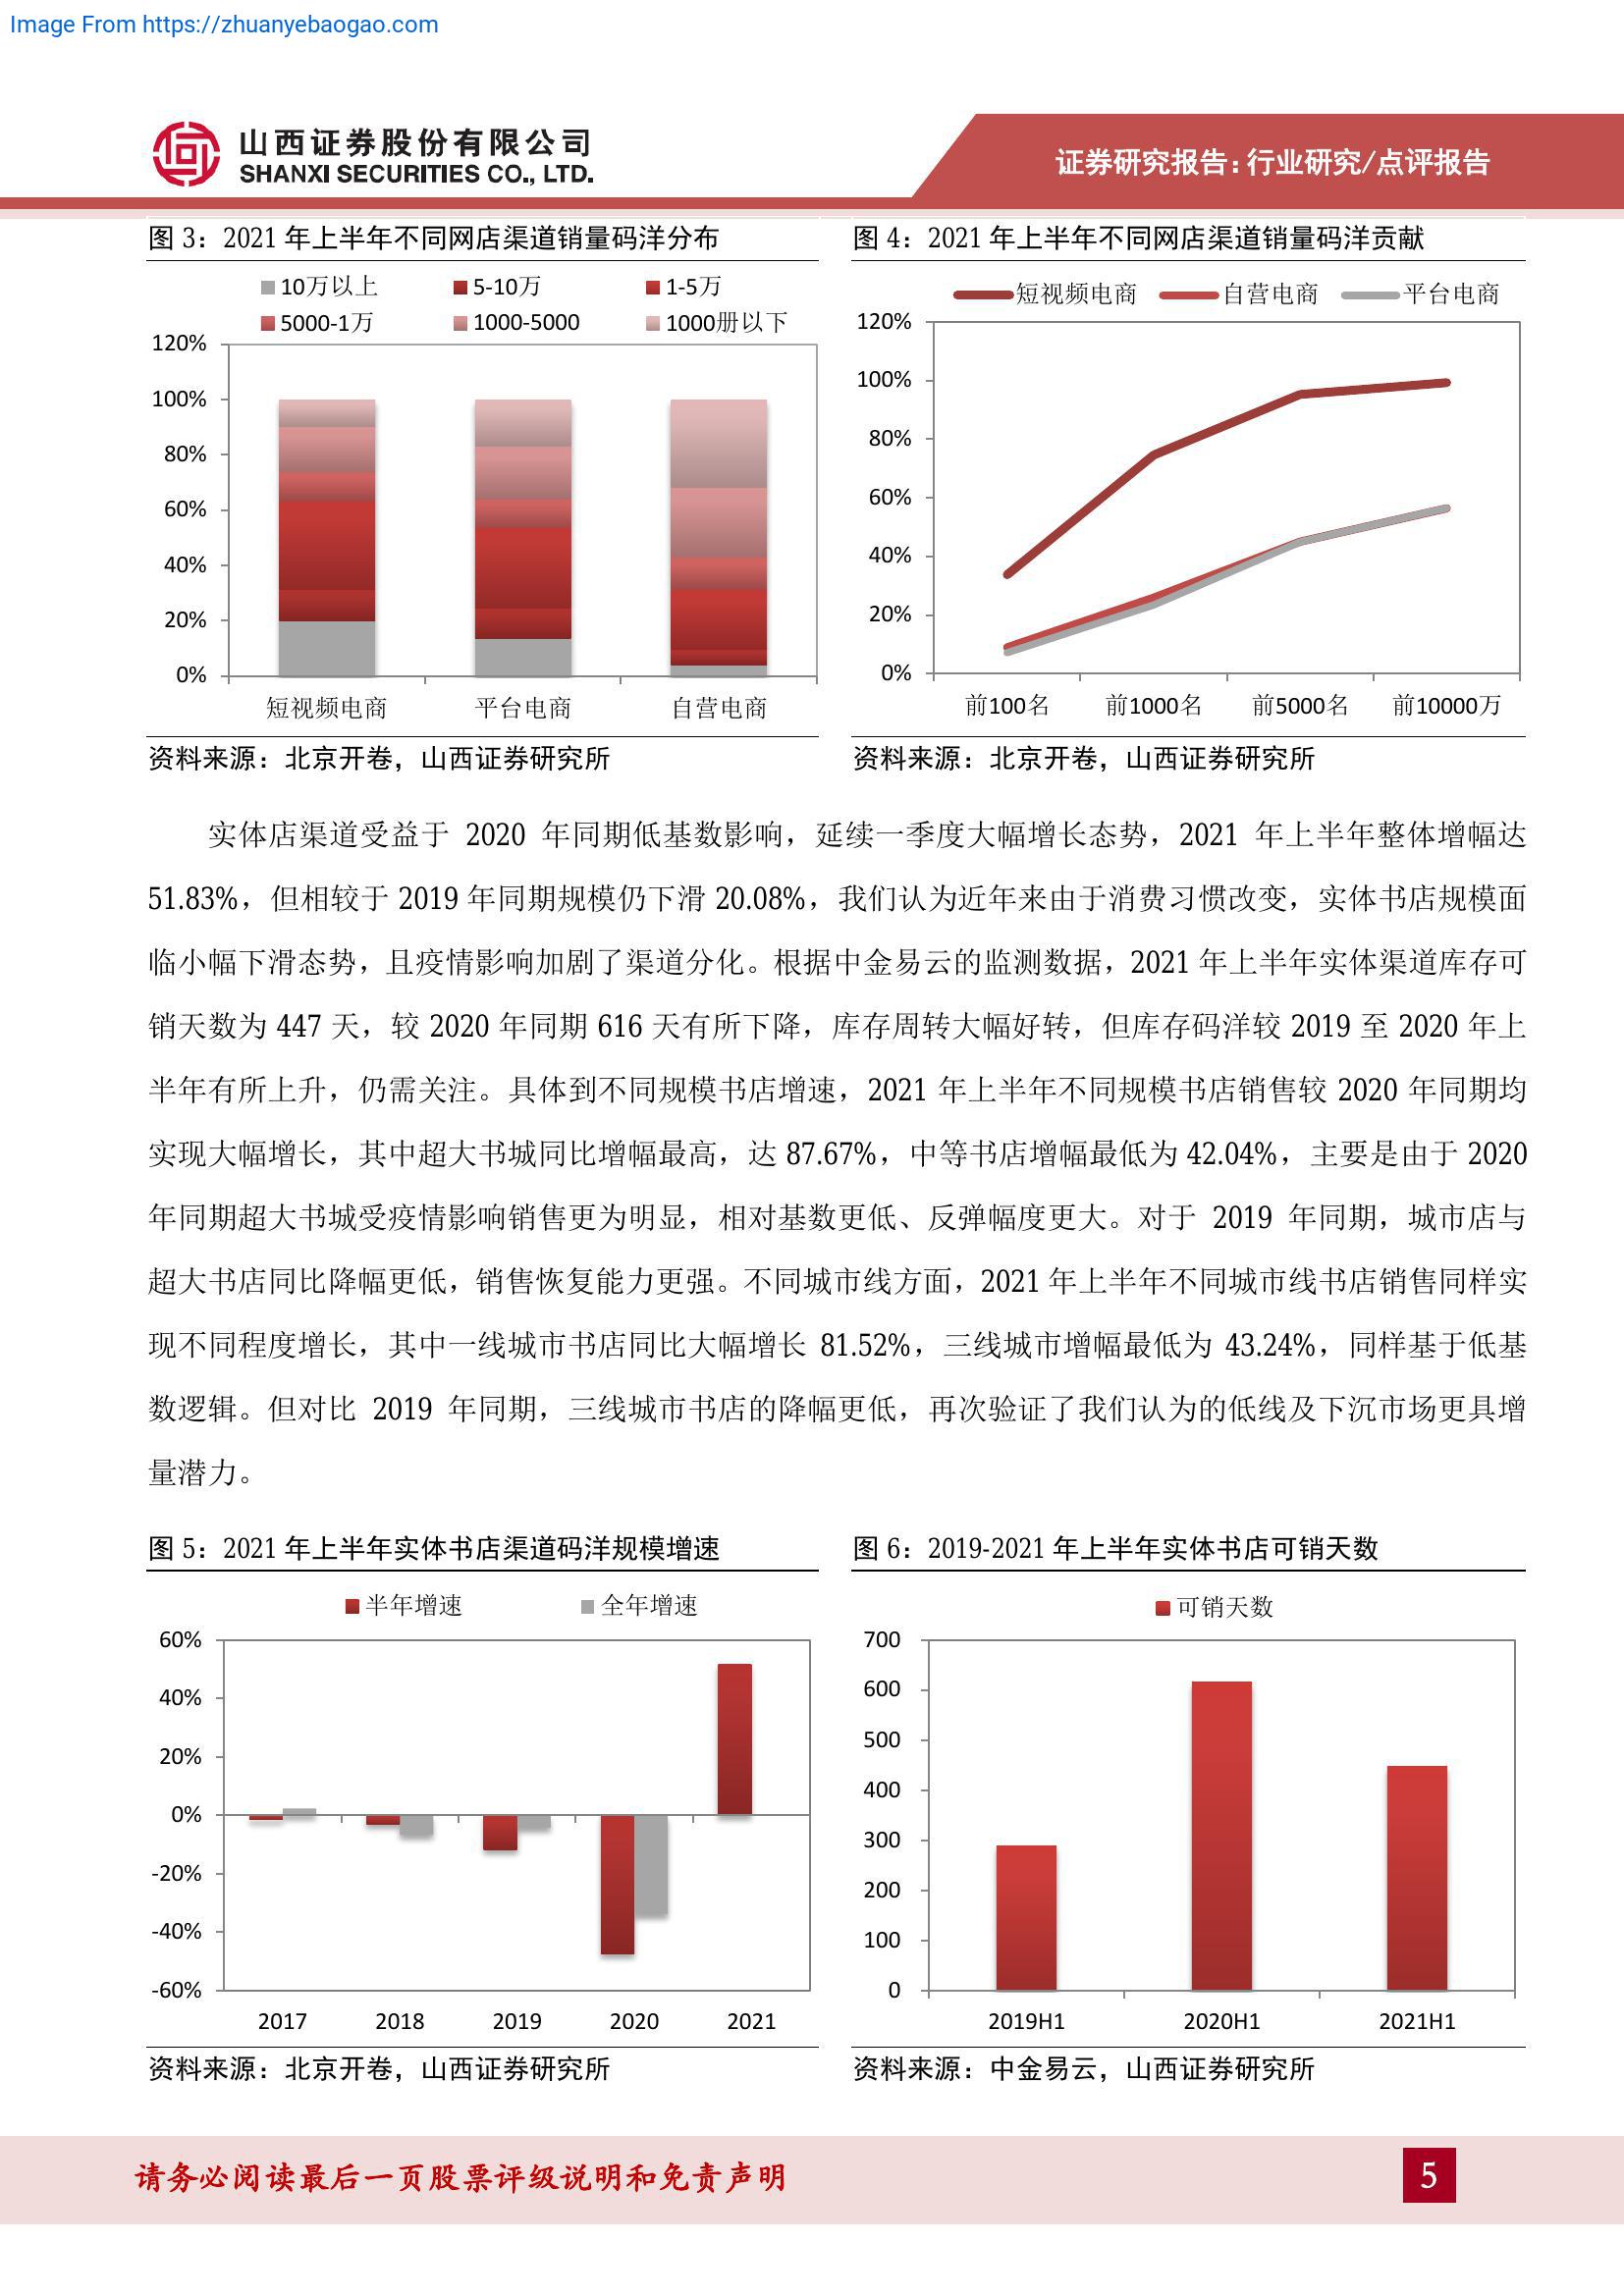 Image From https://zhuanyebaogao.com
山西证券股份有限公司
SHANXI SECURITIES CO., LTD.
证券研究报告：行业研究/点评报告
图 3：2021 年上半年不同网店渠道销量码洋分布
10万以上 5-10万 1-5万
5000-1万 1000-5000 1000册以下
120%
100%
80%
60%
40%
20%
0%
短视频电商 平台电商 自营电商
资料来源：北京开卷，山西证券研究所
图 4：2021 年上半年不同网店渠道销量码洋贡献
短视频电商 自营电商 平台电商
120%
100%
80%
60%
40%
20%
0%
前100名 前1000名 前5000名 前10000万
资料来源：北京开卷，山西证券研究所
实体店渠道受益于 2020 年同期低基数影响，延续一季度大幅增长态势，2021 年上半年整体增幅达
51.83%，但相较于 2019 年同期规模仍下滑 20.08%，我们认为近年来由于消费习惯改变，实体书店规模面
临小幅下滑态势，且疫情影响加剧了渠道分化。根据中金易云的监测数据，2021 年上半年实体渠道库存可
销天数为 447 天，较 2020 年同期 616 天有所下降，库存周转大幅好转，但库存码洋较 2019 至 2020 年上
半年有所上升，仍需关注。具体到不同规模书店增速，2021 年上半年不同规模书店销售较 2020 年同期均
实现大幅增长，其中超大书城同比增幅最高，达 87.67%，中等书店增幅最低为 42.04%，主要是由于 2020
年同期超大书城受疫情影响销售更为明显，相对基数更低、反弹幅度更大。对于 2019 年同期，城市店与
超大书店同比降幅更低，销售恢复能力更强。不同城市线方面，2021 年上半年不同城市线书店销售同样实
现不同程度增长，其中一线城市书店同比大幅增长 81.52%，三线城市增幅最低为 43.24%，同样基于低基
数逻辑。但对比 2019 年同期，三线城市书店的降幅更低，再次验证了我们认为的低线及下沉市场更具增
量潜力。
图 5：2021 年上半年实体书店渠道码洋规模增速
半年增速 全年增速
60%
40%
20%
0%
-20%
-40%
-60%
2017 2018 2019 2020 2021
资料来源：北京开卷，山西证券研究所
图 6：2019-2021 年上半年实体书店可销天数
可销天数
700
600
500
400
300
200
100
0
2019H1 2020H1 2021H1
资料来源：中金易云，山西证券研究所
请务必阅读最后一页股票评级说明和免责声明
5